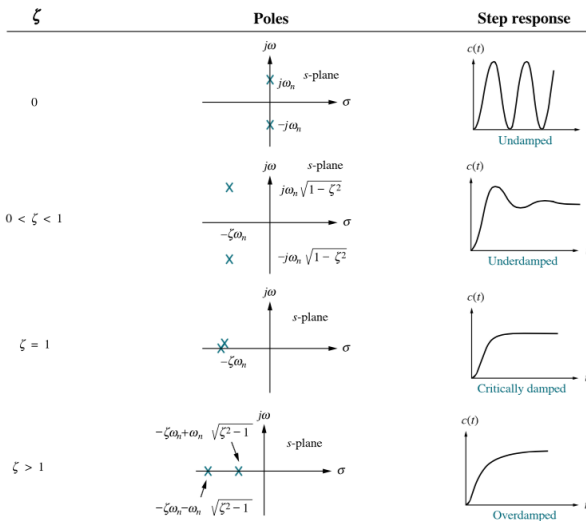 ζ Poles Step response
0
jω
s-plane
jωn
σ
−jωn
c(t)
Undamped
0 < ζ < 1
jω
s-plane
jωn √1 − ζ²
σ
−ζωn
−jωn √1 − ζ²
c(t)
Underdamped
ζ = 1
jω
s-plane
σ
−ζωn
c(t)
Critically damped
ζ > 1
jω
−ζωn+ωn √ζ² − 1
s-plane
σ
−ζωn−ωn √ζ² − 1
c(t)
Overdamped